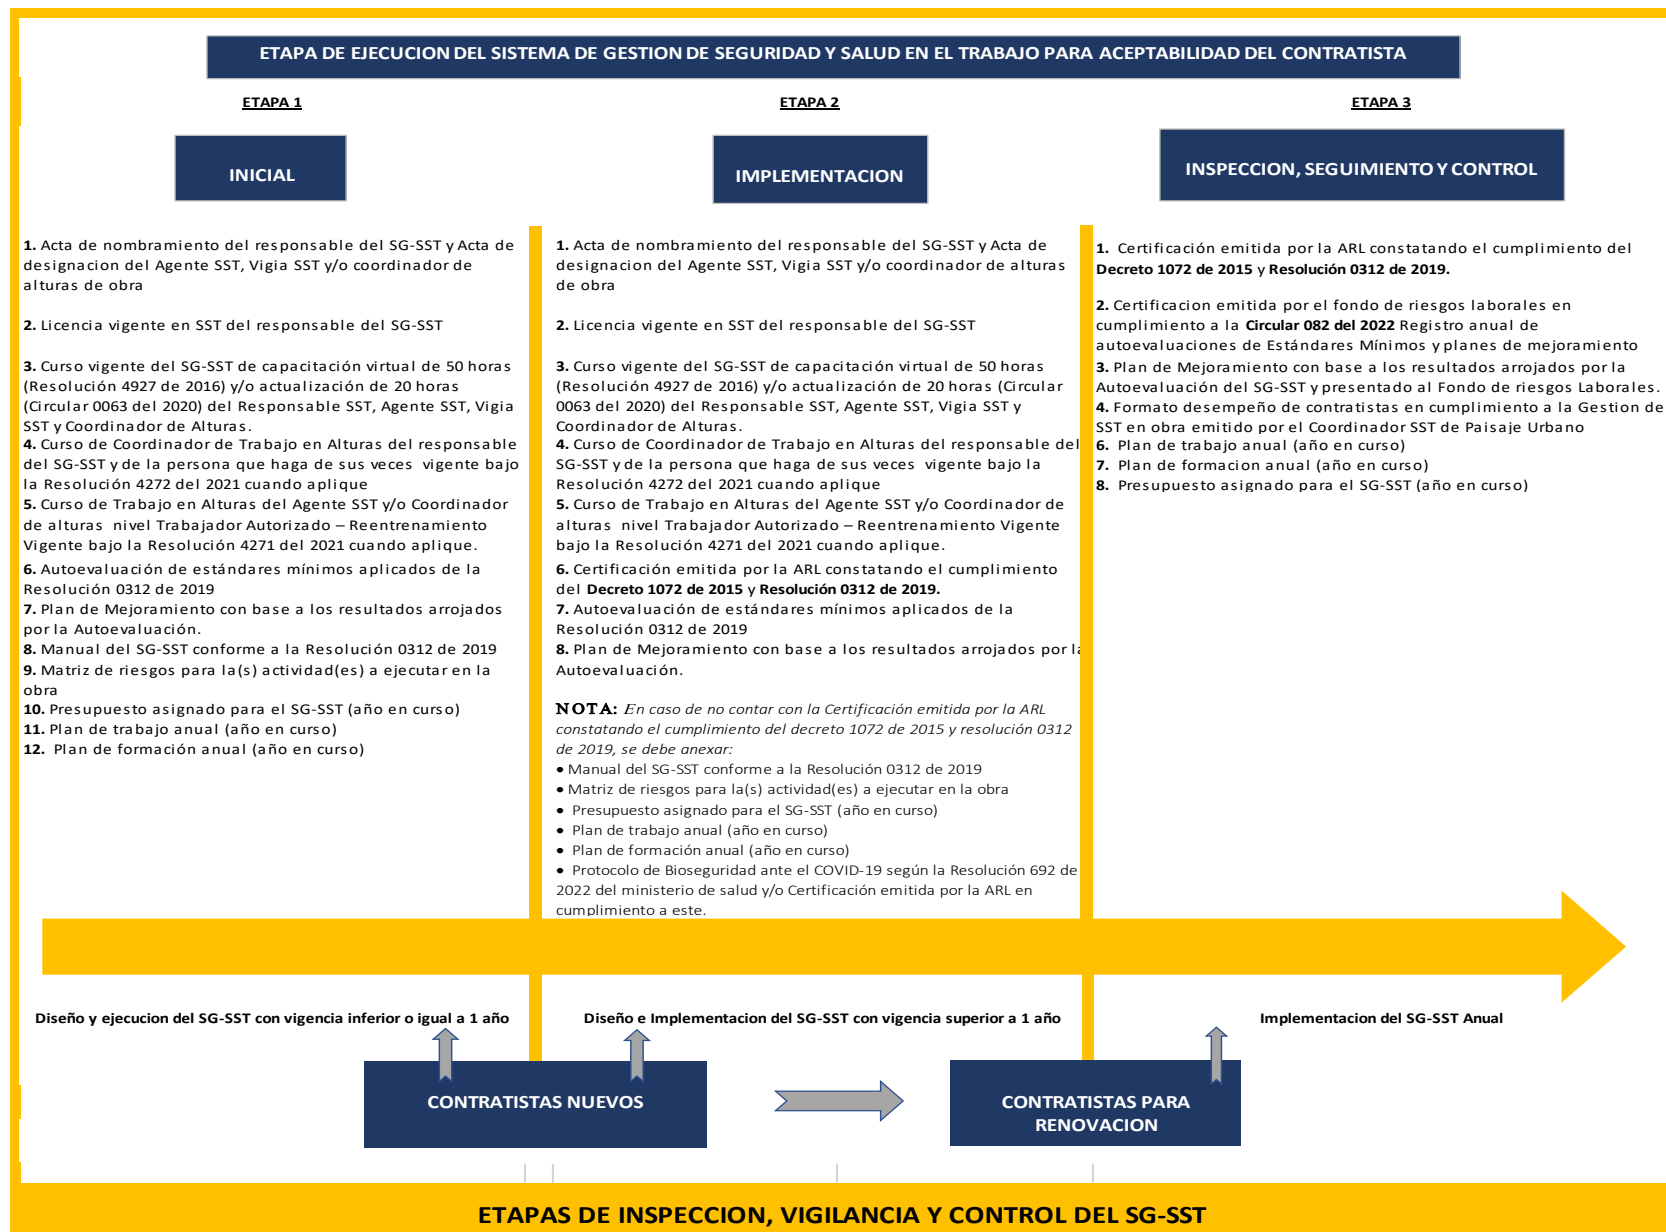 ETAPA DE EJECUCION DEL SISTEMA DE GESTION DE SEGURIDAD Y SALUD EN EL TRABAJO PARA ACEPTABILIDAD DEL CONTRATISTA
ETAPA 1
INICIAL
1. Acta de nombramiento del responsable del SG-SST y Acta de
designacion del Agente SST, Vigia SST y/o coordinador de
alturas de obra
2. Licencia vigente en SST del responsable del SG-SST
3. Curso vigente del SG-SST de capacitación virtual de 50 horas
(Resolución 4927 de 2016) y/o actualización de 20 horas
(Circular 0063 del 2020) del Responsable SST, Agente SST, Vigia
SST y Coordinador de Alturas.
4. Curso de Coordinador de Trabajo en Alturas del responsable
del SG-SST y de la persona que haga de sus veces vigente bajo
la Resolución 4272 del 2021 cuando aplique
5. Curso de Trabajo en Alturas del Agente SST y/o Coordinador
de alturas nivel Trabajador Autorizado – Reentrenamiento
Vigente bajo la Resolución 4271 del 2021 cuando aplique.
6. Autoevaluación de estándares mínimos aplicados de la
Resolución 0312 de 2019
7. Plan de Mejoramiento con base a los resultados arrojados
por la Autoevaluación.
8. Manual del SG-SST conforme a la Resolución 0312 de 2019
9. Matriz de riesgos para la(s) actividad(es) a ejecutar en la
obra
10. Presupuesto asignado para el SG-SST (año en curso)
11. Plan de trabajo anual (año en curso)
12. Plan de formación anual (año en curso)
ETAPA 2
IMPLEMENTACION
1. Acta de nombramiento del responsable del SG-SST y Acta de
designacion del Agente SST, Vigia SST y/o coordinador de alturas
de obra
2. Licencia vigente en SST del responsable del SG-SST
3. Curso vigente del SG-SST de capacitación virtual de 50 horas
(Resolución 4927 de 2016) y/o actualización de 20 horas (Circular
0063 del 2020) del Responsable SST, Agente SST, Vigia SST y
Coordinador de Alturas.
4. Curso de Coordinador de Trabajo en Alturas del responsable del
SG-SST y de la persona que haga de sus veces vigente bajo la
Resolución 4272 del 2021 cuando aplique
5. Curso de Trabajo en Alturas del Agente SST y/o Coordinador de
alturas nivel Trabajador Autorizado – Reentrenamiento Vigente
bajo la Resolución 4271 del 2021 cuando aplique.
6. Certificación emitida por la ARL constatando el cumplimiento
del Decreto 1072 de 2015 y Resolución 0312 de 2019.
7. Autoevaluación de estándares mínimos aplicados de la
Resolución 0312 de 2019
8. Plan de Mejoramiento con base a los resultados arrojados por la
Autoevaluación.
NOTA: En caso de no contar con la Certificación emitida por la ARL
constatando el cumplimiento del decreto 1072 de 2015 y resolución 0312
de 2019, se debe anexar:
• Manual del SG-SST conforme a la Resolución 0312 de 2019
• Matriz de riesgos para la(s) actividad(es) a ejecutar en la obra
• Presupuesto asignado para el SG-SST (año en curso)
• Plan de trabajo anual (año en curso)
• Plan de formación anual (año en curso)
• Protocolo de Bioseguridad ante el COVID-19 según la Resolución 692 de
2022 del ministerio de salud y/o Certificación emitida por la ARL en
cumplimiento a este.
ETAPA 3
INSPECCION, SEGUIMIENTO Y CONTROL
1. Certificación emitida por la ARL constatando el cumplimiento del
Decreto 1072 de 2015 y Resolución 0312 de 2019.
2. Certificacion emitida por el fondo de riesgos laborales en
cumplimiento a la Circular 082 del 2022 Registro anual de
autoevaluaciones de Estándares Mínimos y planes de mejoramiento
3. Plan de Mejoramiento con base a los resultados arrojados por la
Autoevaluación del SG-SST y presentado al Fondo de riesgos Laborales.
4. Formato desempeño de contratistas en cumplimiento a la Gestion de
SST en obra emitido por el Coordinador SST de Paisaje Urbano
6. Plan de trabajo anual (año en curso)
7. Plan de formacion anual (año en curso)
8. Presupuesto asignado para el SG-SST (año en curso)
Diseño y ejecucion del SG-SST con vigencia inferior o igual a 1 año
Diseño e Implementacion del SG-SST con vigencia superior a 1 año
Implementacion del SG-SST Anual
CONTRATISTAS NUEVOS
CONTRATISTAS PARA
RENOVACION
ETAPAS DE INSPECCION, VIGILANCIA Y CONTROL DEL SG-SST